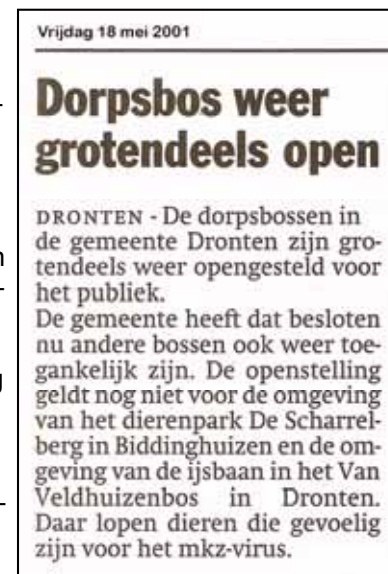 Vrijdag 18 mei 2001
Dorpsbos weer
grotendeels open
DRONTEN - De dorpsbossen in
de gemeente Dronten zijn gro-
tendeels weer opengesteld voor
het publiek.
De gemeente heeft dat besloten
nu andere bossen ook weer toe-
gankelijk zijn. De openstelling
geldt nog niet voor de omgeving
van het dierenpark De Scharrel-
berg in Biddinghuizen en de om-
geving van de ijsbaan in het Van
Veldhuizenbos in Dronten.
Daar lopen dieren die gevoelig
zijn voor het mkz-virus.